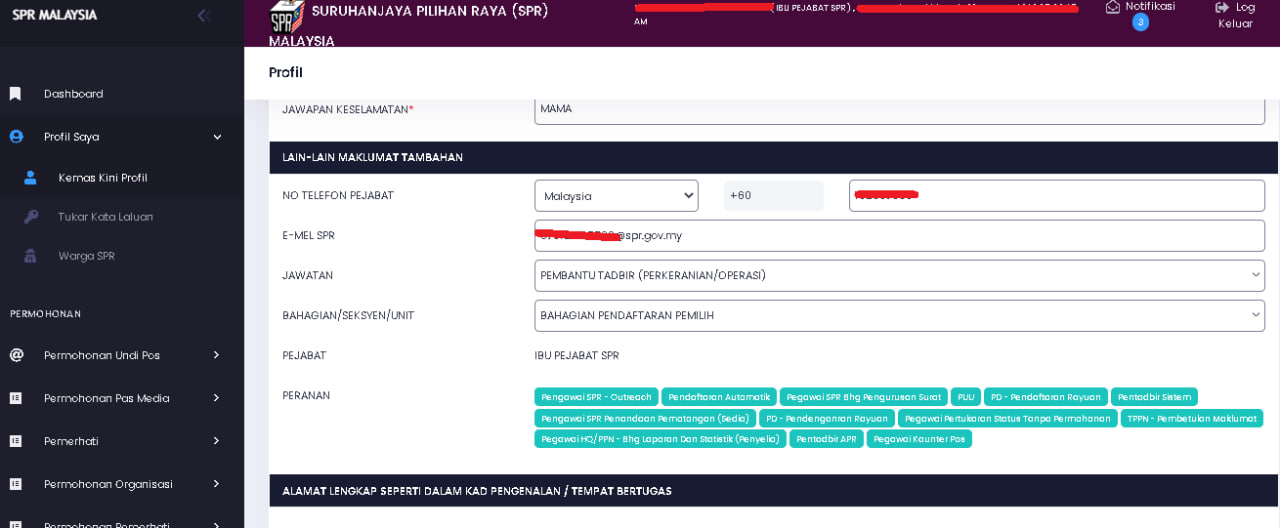 SPR MALAYSIA
SURUHANJAYA PILIHAN RAYA (SPR)
MALAYSIA
(IBU PEJABAT SPR) ,
AM
Notifikasi
3
Log
Keluar
Profil
Dashboard
Profil Saya
Kemas Kini Profil
Tukar Kata Laluan
Warga SPR
PERMOHONAN
Permohonan Undi Pos
Permohonan Pas Media
Pemerhati
Permohonan Organisasi
Permohonan Pemerhati
JAWAPAN KESELAMATAN*
MAMA
LAIN-LAIN MAKLUMAT TAMBAHAN
NO TELEFON PEJABAT
Malaysia
+60
E-MEL SPR
@spr.gov.my
JAWATAN
PEMBANTU TADBIR (PERKERANIAN/OPERASI)
BAHAGIAN/SEKSYEN/UNIT
BAHAGIAN PENDAFTARAN PEMILIH
PEJABAT
IBU PEJABAT SPR
PERANAN
Pengawai SPR - Outreach Pendaftaran Automatik Pegawai SPR Bhg Pengurusan Surat PUU PD - Pendaftaran Rayuan Pentadbir Sistem
Pengawai SPR Penandaan Pematangan (Sedia) PD - Pendengaran Rayuan Pegawai Pertukaran Status Tanpa Permohonan TPPN - Pembetulan Maklumat
Pegawai HQ/PPN - Bhg Laporan Dan Statistik (Penyelia) Pentadbir APR Pegawai Kaunter Pos
ALAMAT LENGKAP SEPERTI DALAM KAD PENGENALAN / TEMPAT BERTUGAS